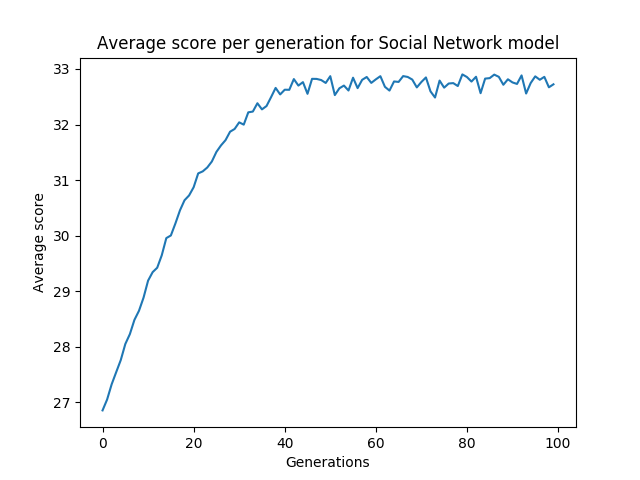 Average score per generation for Social Network model
33
32
31
30
29
28
27
Average score
0 20 40 60 80 100
Generations